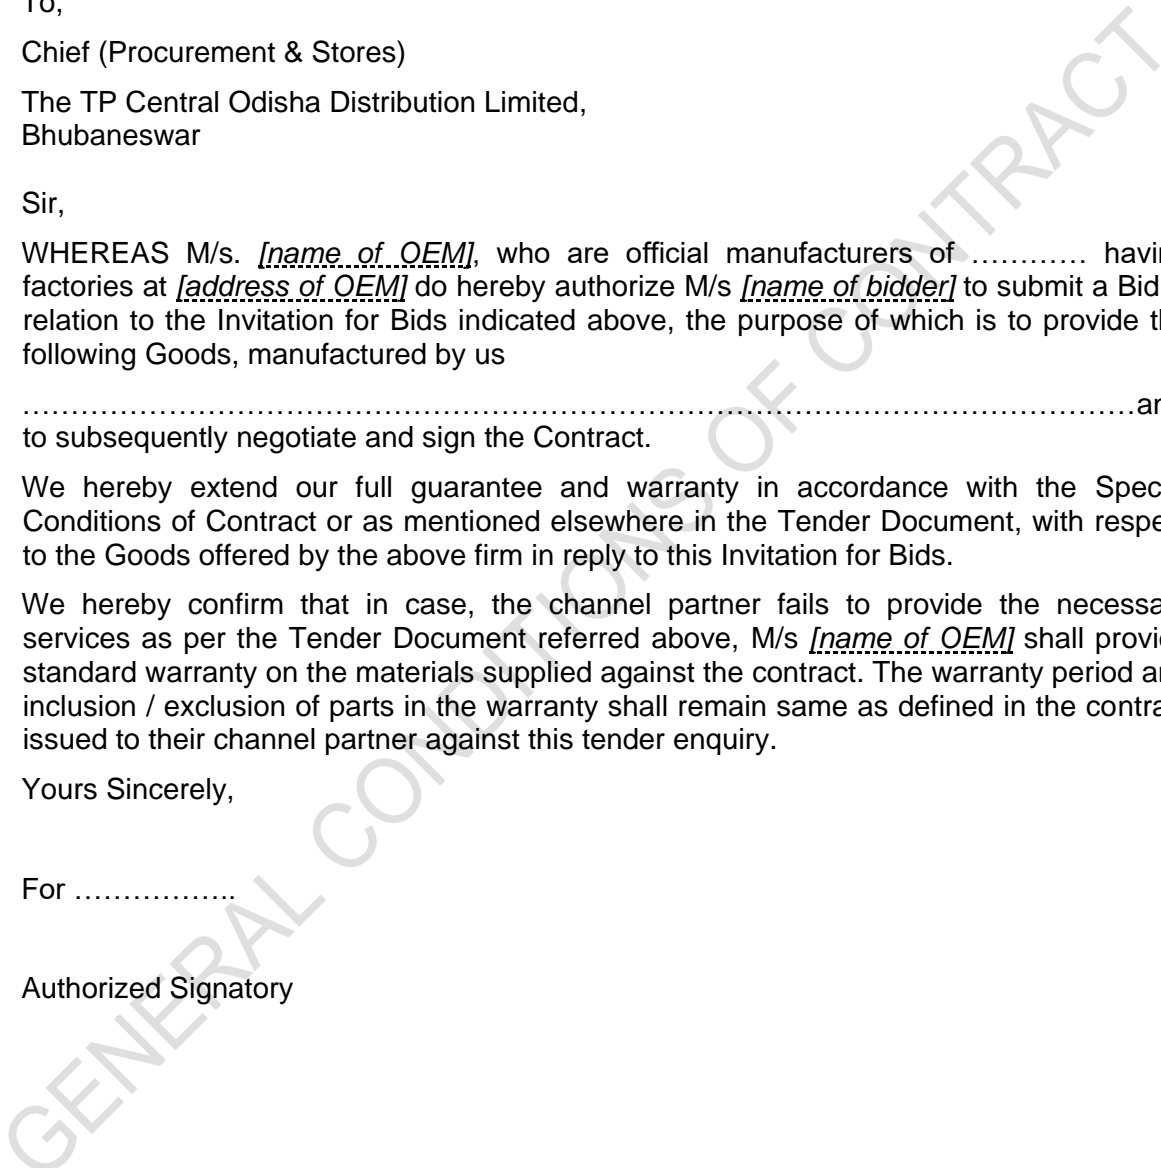 To,
Chief (Procurement & Stores)
The TP Central Odisha Distribution Limited,
Bhubaneswar
Sir,
WHEREAS M/s. [name of OEM], who are official manufacturers of ………… havin
factories at [address of OEM] do hereby authorize M/s [name of bidder] to submit a Bid
relation to the Invitation for Bids indicated above, the purpose of which is to provide th
following Goods, manufactured by us
……………………………………………………………………………………………………………………an
to subsequently negotiate and sign the Contract.
We hereby extend our full guarantee and warranty in accordance with the Spec
Conditions of Contract or as mentioned elsewhere in the Tender Document, with respe
to the Goods offered by the above firm in reply to this Invitation for Bids.
We hereby confirm that in case, the channel partner fails to provide the necessa
services as per the Tender Document referred above, M/s [name of OEM] shall provid
standard warranty on the materials supplied against the contract. The warranty period an
inclusion / exclusion of parts in the warranty shall remain same as defined in the contra
issued to their channel partner against this tender enquiry.
Yours Sincerely,
For ……………..
Authorized Signatory
GENERAL CONDITIONS OF CONTRACT